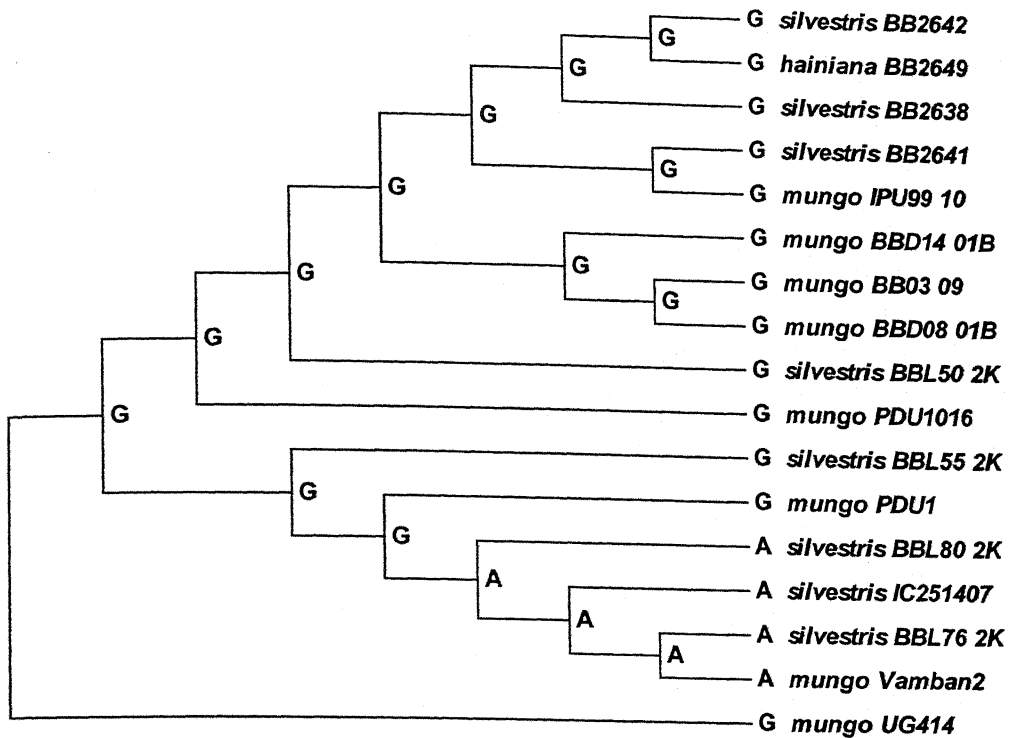 G silvestris BB2642
G
G hainiana BB2649
G
G silvestris BB2638
G
G silvestris BB2641
G
G mungo IPU99 10
G
G mungo BBD14 01B
G
G mungo BB03 09
G
G mungo BBD08 01B
G
G silvestris BBL50 2K
G
G mungo PDU1016
G
G silvestris BBL55 2K
G
G mungo PDU1
G
A silvestris BBL80 2K
A
A silvestris IC251407
A
A silvestris BBL76 2K
A
A mungo Vamban2
G mungo UG414